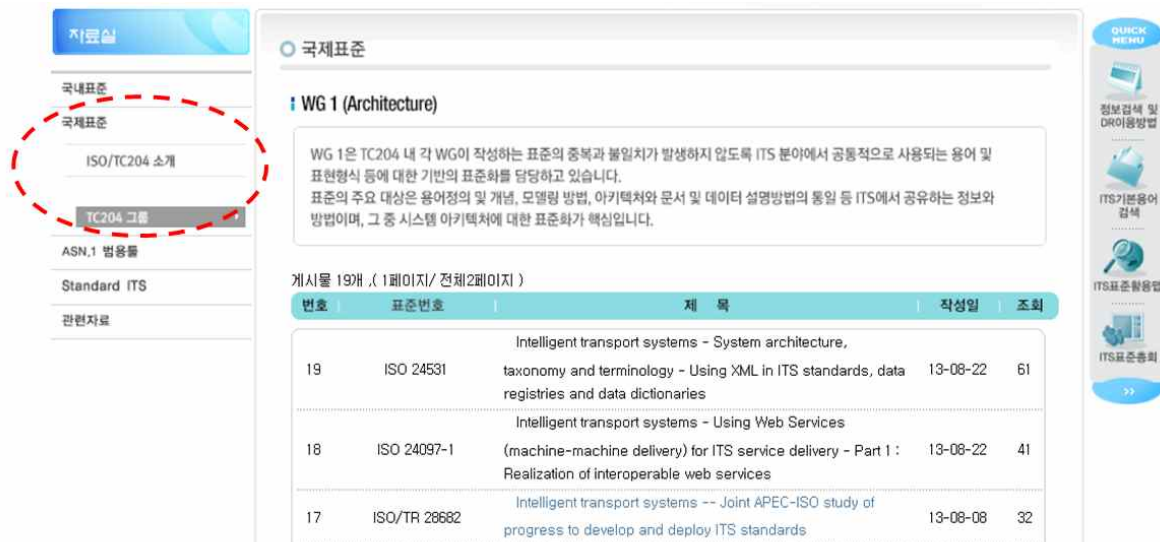 자료실
국내표준
국제표준
ISO/TC204 소개
TC204 그룹
ASN.1 범용툴
Standard ITS
관련자료
국제표준
WG 1 (Architecture)
WG 1은 TC204 내 각 WG이 작성하는 표준의 중복과 불일치가 발생하지 않도록 ITS 분야에서 공통적으로 사용되는 용어 및
표현형식 등에 대한 기반의 표준화를 담당하고 있습니다.
표준의 주요 대상은 용어정의 및 개념, 모델링 방법, 아키텍처와 문서 및 데이터 설명방법의 통일 등 ITS에서 공유하는 정보와
방법이며, 그 중 시스템 아키텍처에 대한 표준화가 핵심입니다.
게시물 19개 .( 1페이지/ 전체2페이지 )
번호 표준번호 제 목 작성일 조회
Intelligent transport systems - System architecture,
19 ISO 24531 taxonomy and terminology - Using XML in ITS standards, data 13-08-22 61
registries and data dictionaries
Intelligent transport systems - Using Web Services
18 ISO 24097-1 (machine-machine delivery) for ITS service delivery - Part 1 : 13-08-22 41
Realization of interoperable web services
Intelligent transport systems -- Joint APEC-ISO study of
17 ISO/TR 28682 progress to develop and deploy ITS standards 13-08-08 32
QUICK
MENU
정보검색 및
DR이용방법
ITS기본용어
검색
ITS표준활용맵
ITS표준총회
>>